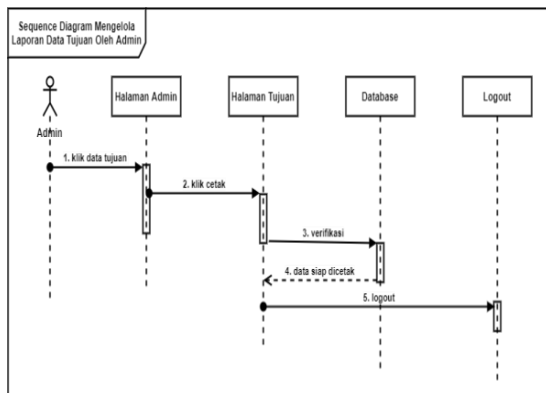 Sequence Diagram Mengelola
Laporan Data Tujuan Oleh Admin
Halaman Admin
Halaman Tujuan
Database
Logout
Admin
1. klik data tujuan
2. klik cetak
3. verifikasi
4. data siap dicetak
5. logout